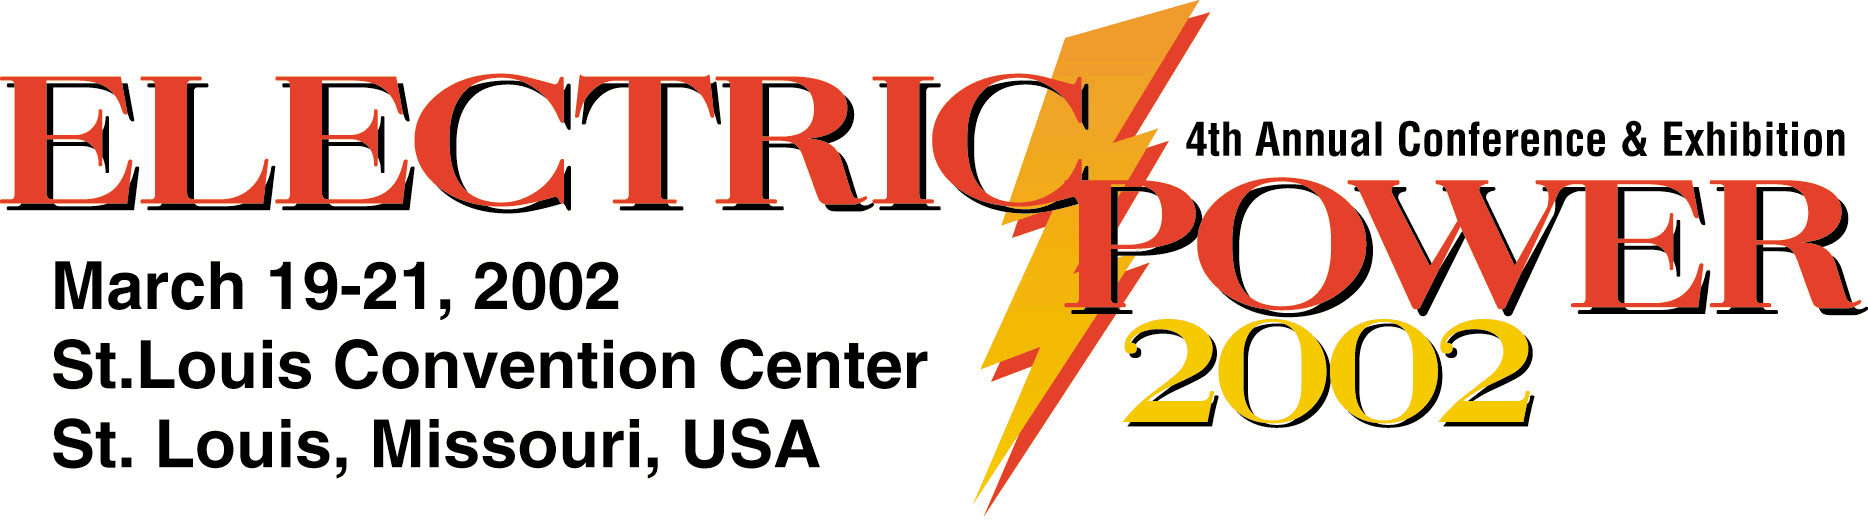 ELECTRIC
4th Annual Conference & Exhibition
POWER
2002
March 19-21, 2002
St.Louis Convention Center
St. Louis, Missouri, USA